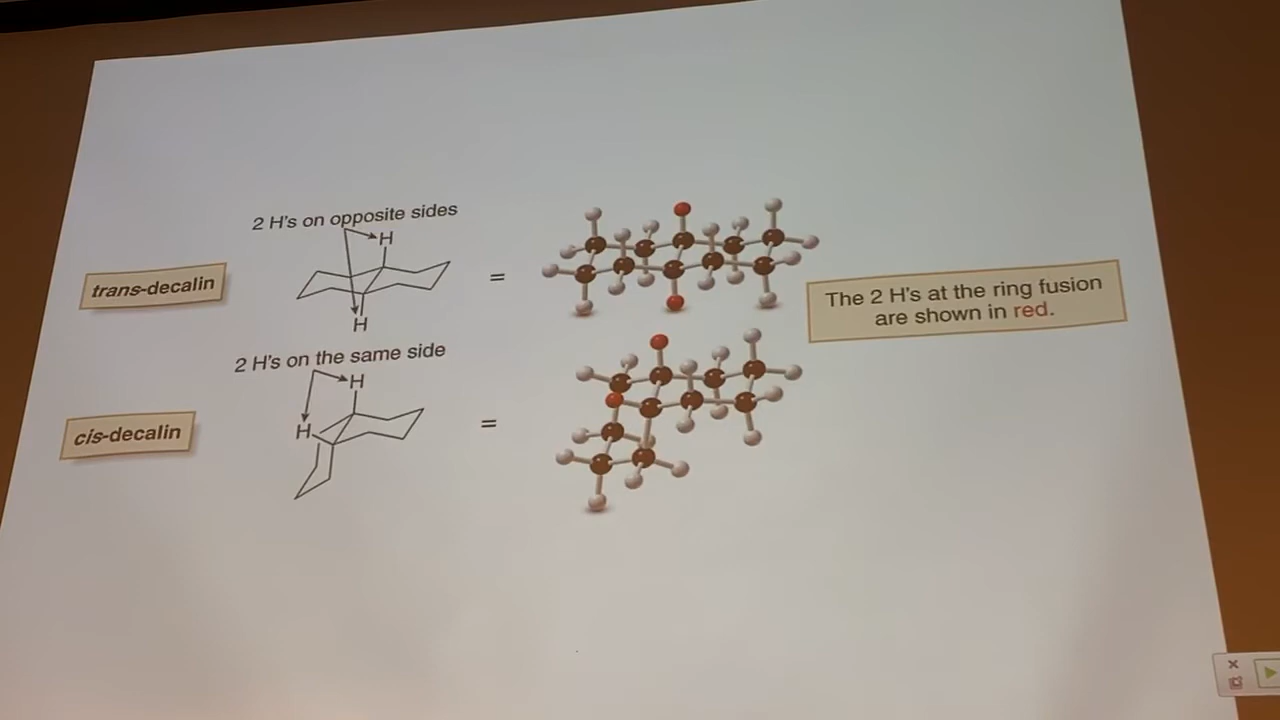 2 H's on opposite sides
H
trans-decalin
=
H
The 2 H's at the ring fusion
are shown in red.
2 H's on the same side
H
cis-decalin
H
=